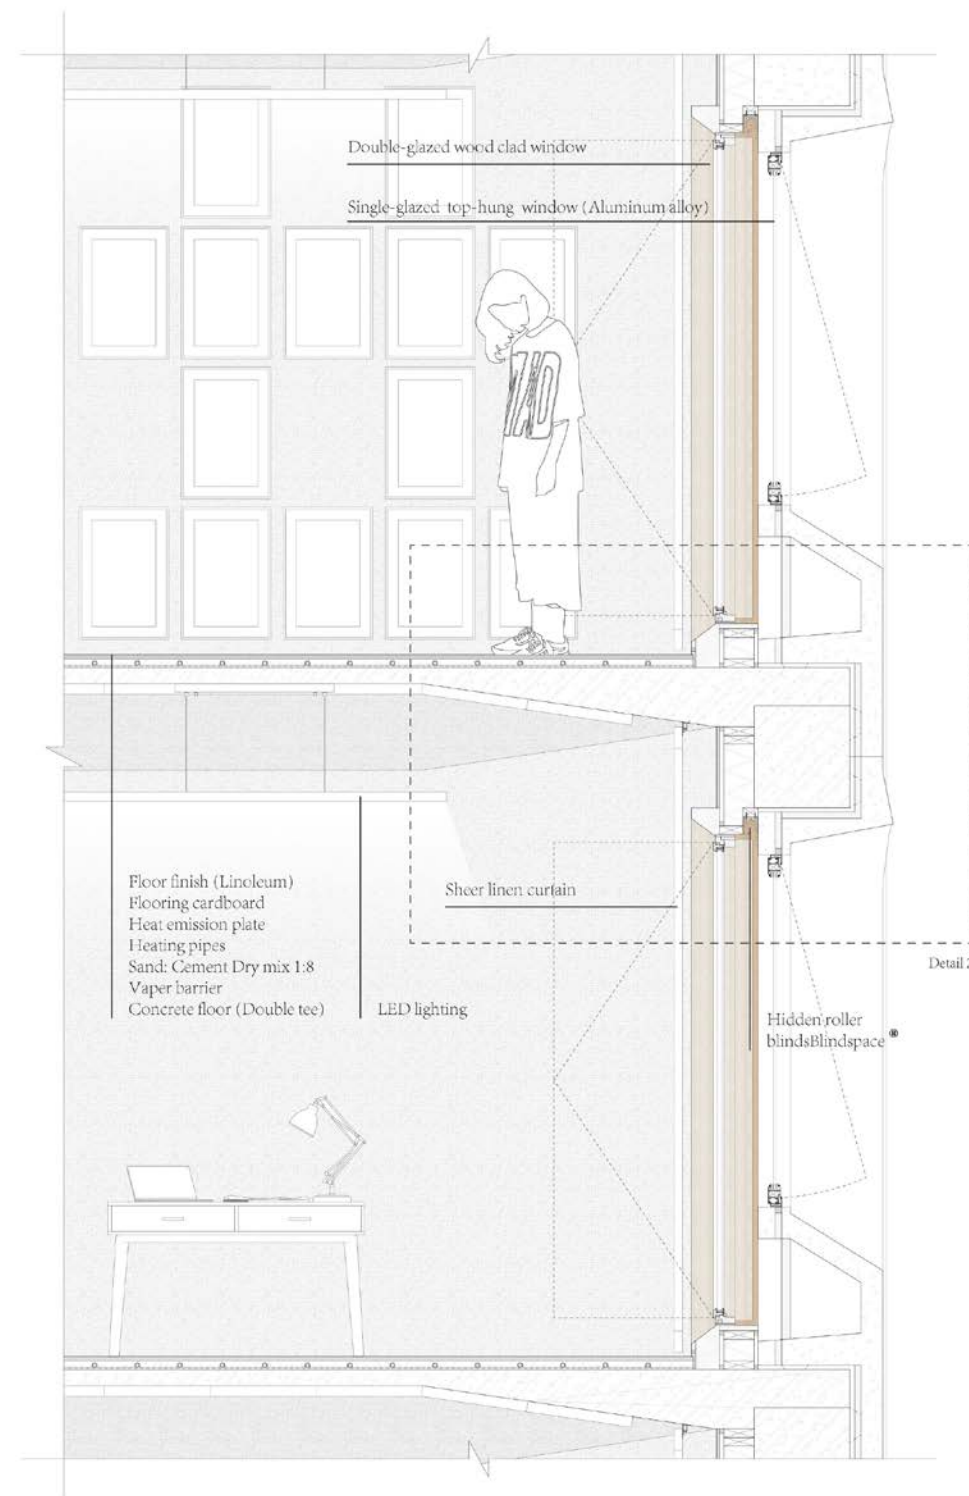 Double-glazed wood clad window
Single-glazed top-hung window (Aluminum alloy)
Floor finish (Linoleum)
Flooring cardboard
Heat emission plate
Heating pipes
Sand: Cement Dry mix 1:8
Vaper barrier
Concrete floor (Double tee)
LED lighting
Sheer linen curtain
Detail 2
Hidden roller
blindsBlindspace ®